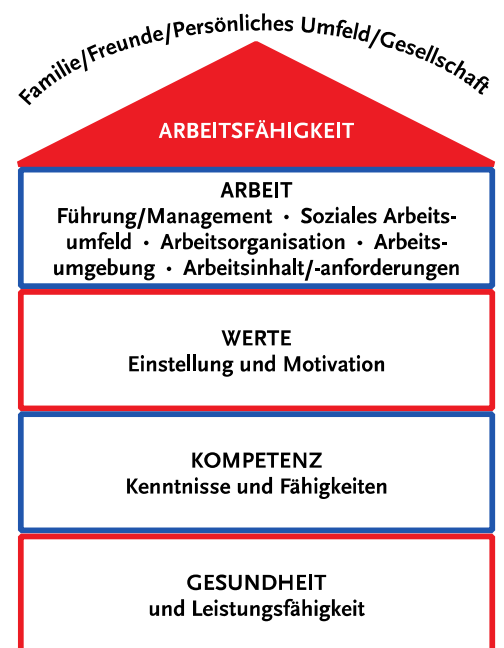 Familie/Freunde/Persönliches Umfeld/Gesellschaft
ARBEITSFÄHIGKEIT
ARBEIT
Führung/Management · Soziales Arbeits-
umfeld · Arbeitsorganisation · Arbeits-
umgebung · Arbeitsinhalt/-anforderungen
WERTE
Einstellung und Motivation
KOMPETENZ
Kenntnisse und Fähigkeiten
GESUNDHEIT
und Leistungsfähigkeit